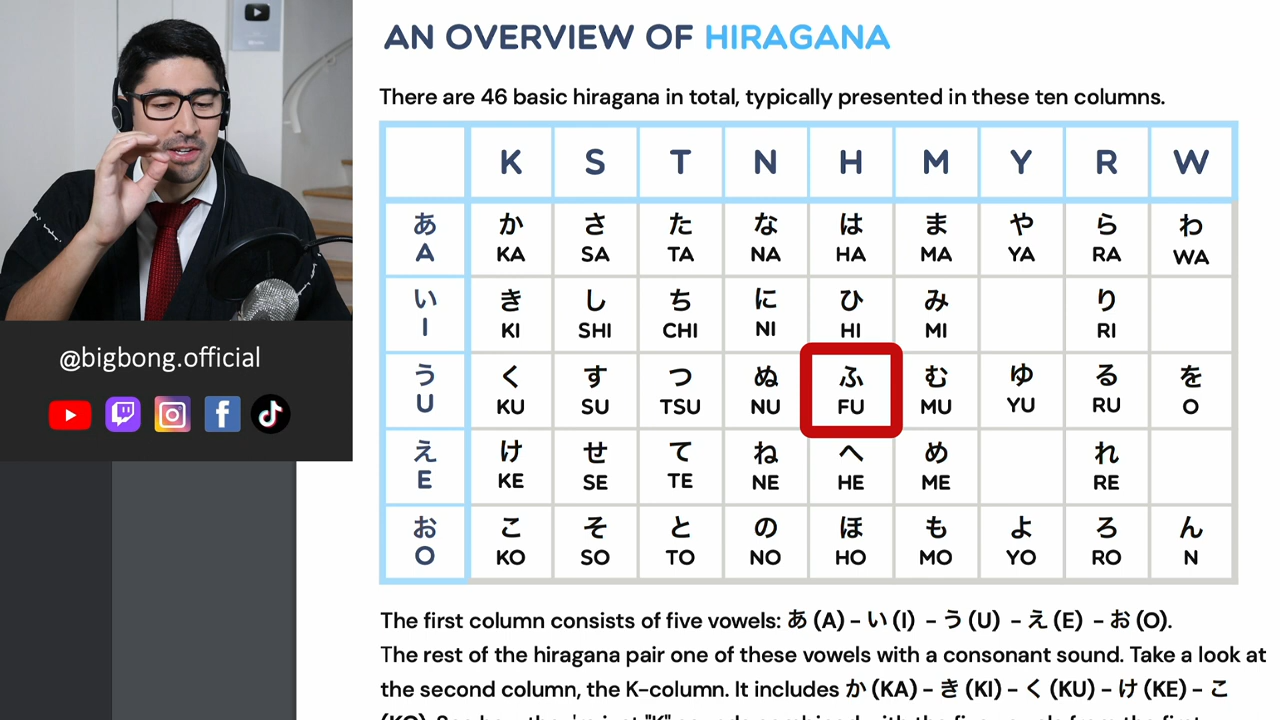 AN OVERVIEW OF HIRAGANA
There are 46 basic hiragana in total, typically presented in these ten columns.
K S T N H M Y R W
あ か さ た な は ま や ら わ
A KA SA TA NA HA MA YA RA WA
い き し ち に ひ み り
I KI SHI CHI NI HI MI RI
@bigbong.official
う く す つ ぬ ふ む ゆ る を
U KU SU TSU NU FU MU YU RU O
え け せ て ね へ め れ
E KE SE TE NE HE ME RE
お こ そ と の ほ も よ ろ ん
O KO SO TO NO HO MO YO RO N
The first column consists of five vowels: あ (A) – い (I) – う (U) – え (E) – お (O).
The rest of the hiragana pair one of these vowels with a consonant sound. Take a look at
the second column, the K-column. It includes か (KA) – き (KI) – く (KU) – け (KE) – こ